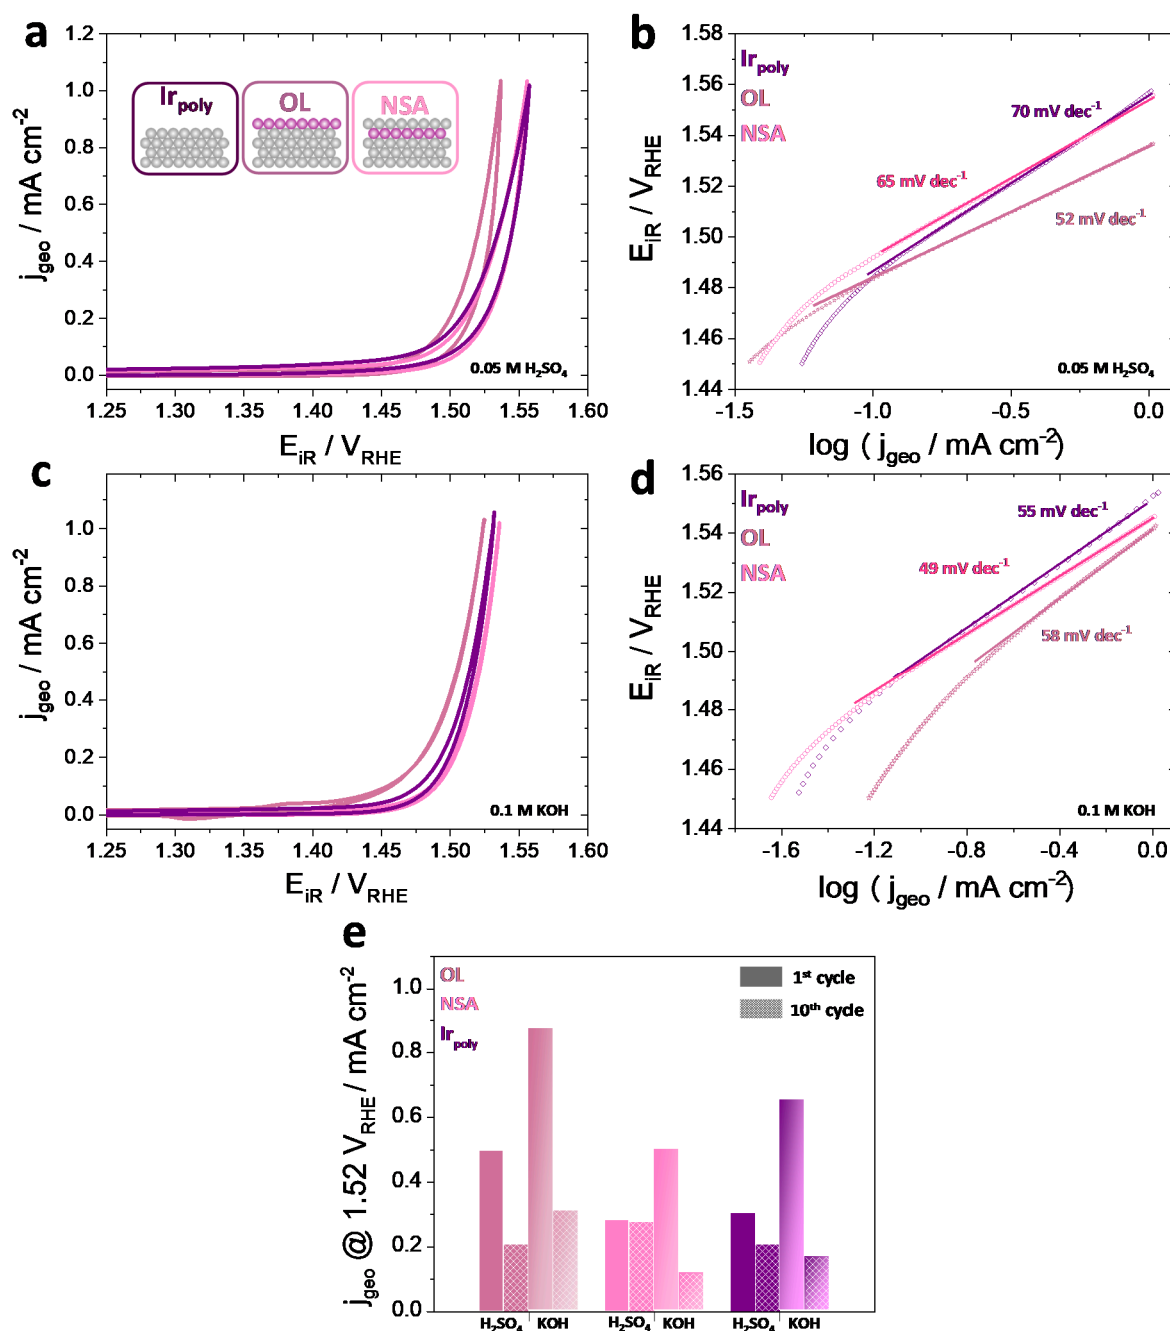 a
j_geo / mA cm⁻²
1.2
1.0
0.8
0.6
0.4
0.2
0.0
Ir_poly
OL
NSA
0.05 M H₂SO₄
1.25 1.30 1.35 1.40 1.45 1.50 1.55 1.60
E_iR / V_RHE
b
E_iR / V_RHE
1.58
1.56
1.54
1.52
1.50
1.48
1.46
1.44
Ir_poly
OL
NSA
70 mV dec⁻¹
65 mV dec⁻¹
52 mV dec⁻¹
0.05 M H₂SO₄
-1.5 -1.0 -0.5 0.0
log ( j_geo / mA cm⁻²)
c
j_geo / mA cm⁻²
1.0
0.8
0.6
0.4
0.2
0.0
0.1 M KOH
1.25 1.30 1.35 1.40 1.45 1.50 1.55 1.60
E_iR / V_RHE
d
E_iR / V_RHE
1.56
1.54
1.52
1.50
1.48
1.46
1.44
Ir_poly
OL
NSA
55 mV dec⁻¹
49 mV dec⁻¹
58 mV dec⁻¹
0.1 M KOH
-1.6 -1.2 -0.8 -0.4 0.0
log ( j_geo / mA cm⁻²)
e
j_geo @ 1.52 V_RHE / mA cm⁻²
1.0
0.8
0.6
0.4
0.2
0.0
OL
NSA
Ir_poly
1st cycle
10th cycle
H₂SO₄ KOH H₂SO₄ KOH H₂SO₄ KOH